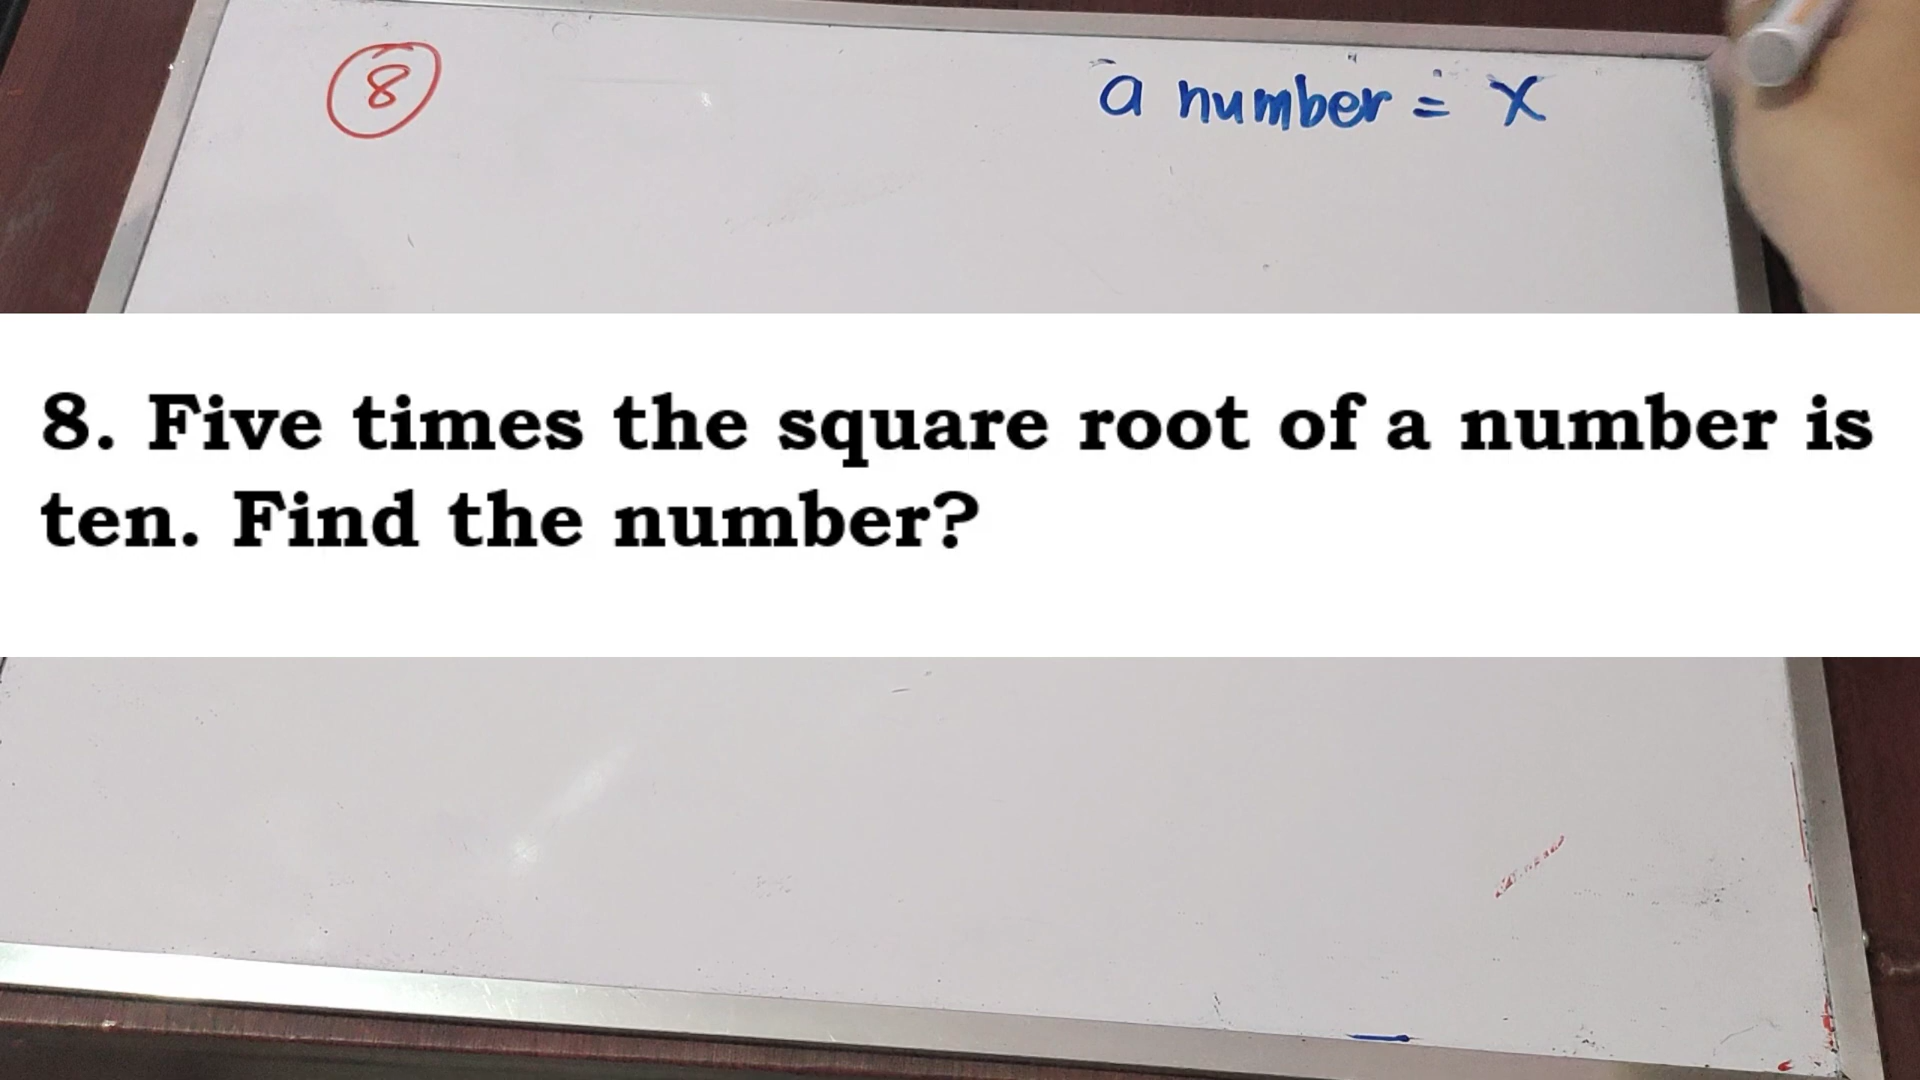 8
a number = x
8. Five times the square root of a number is
ten. Find the number?